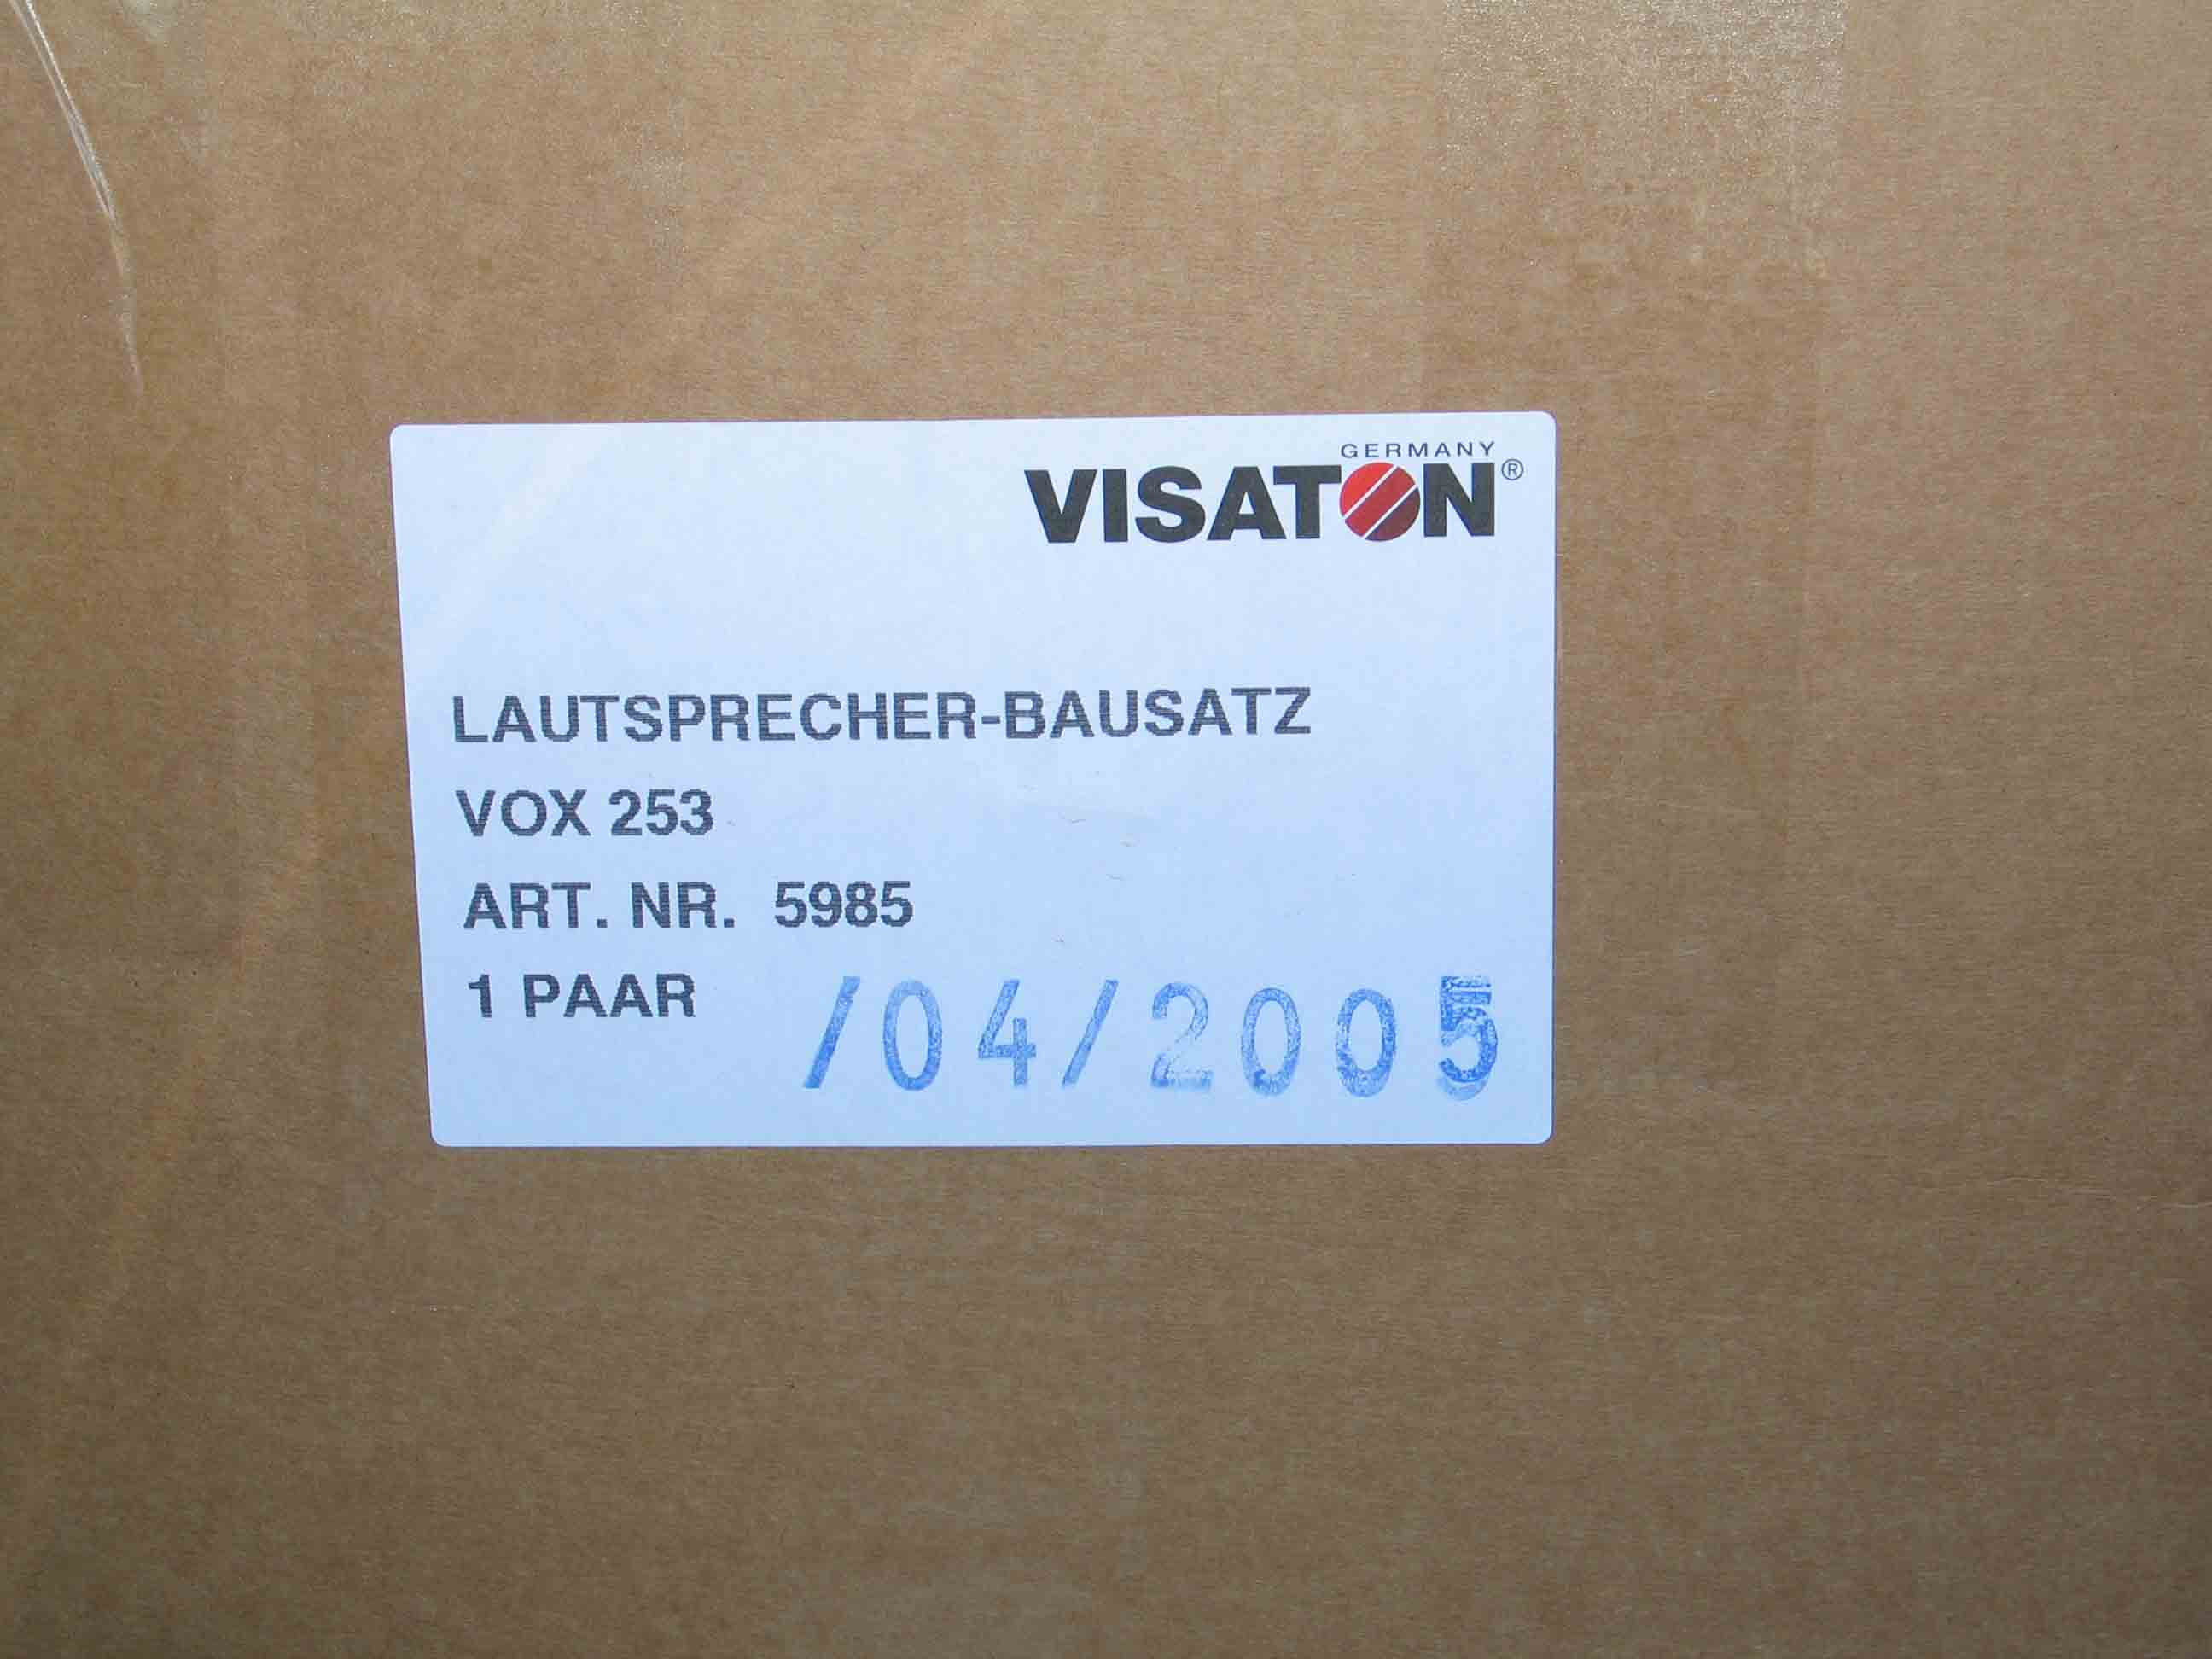 GERMANY
VISATON®
LAUTSPRECHER-BAUSATZ
VOX 253
ART. NR. 5985
1 PAAR
/04/2005